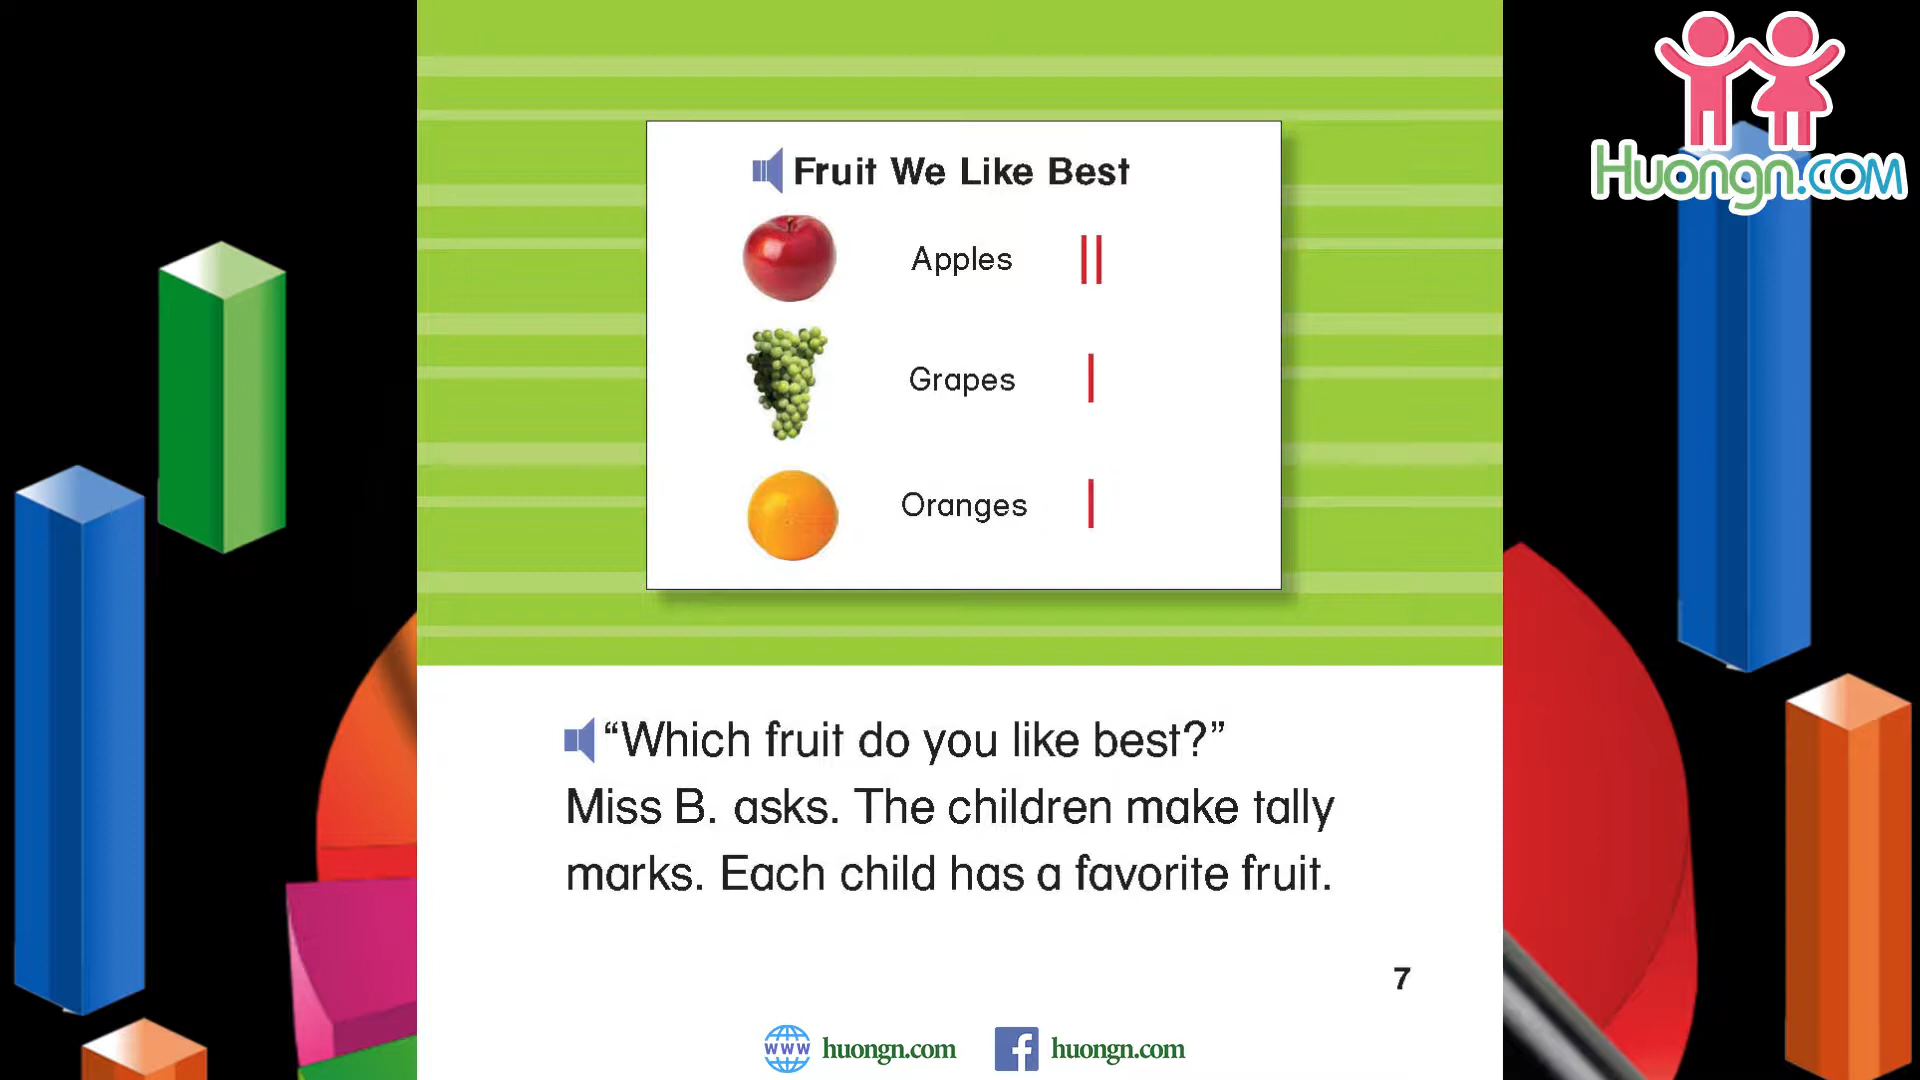 Huongn.com
Fruit We Like Best
Apples
Grapes
Oranges
“Which fruit do you like best?”
Miss B. asks. The children make tally
marks. Each child has a favorite fruit.
7
www huongn.com f huongn.com